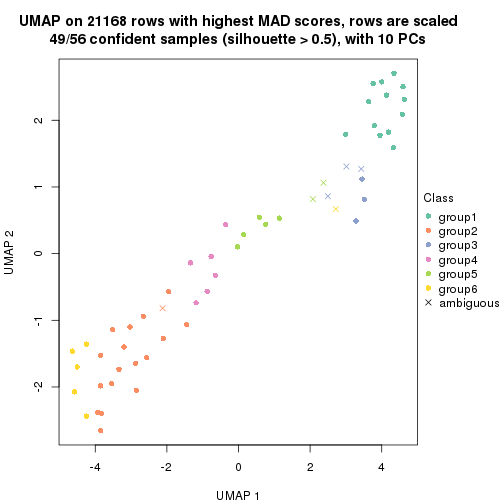 UMAP on 21168 rows with highest MAD scores, rows are scaled
49/56 confident samples (silhouette > 0.5), with 10 PCs
2
1
0
-1
-2
UMAP 2
-4
-2
0
2
4
UMAP 1
Class
group1
group2
group3
group4
group5
group6
ambiguous